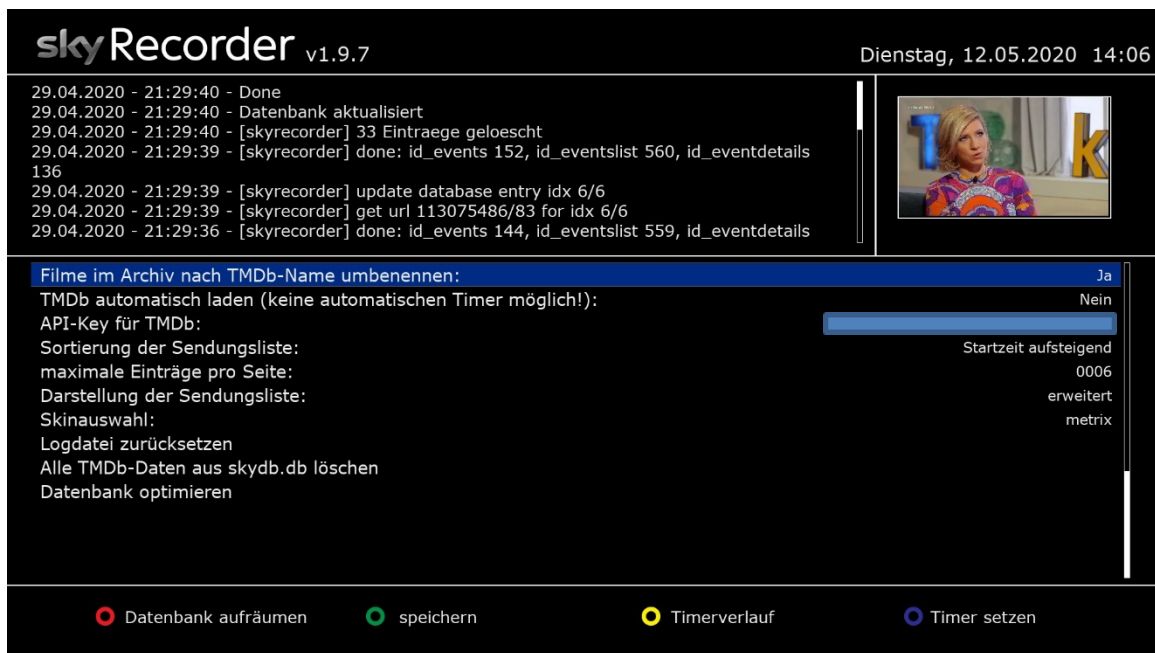 sky Recorder v1.9.7
Dienstag, 12.05.2020 14:06
29.04.2020 - 21:29:40 - Done
29.04.2020 - 21:29:40 - Datenbank aktualisiert
29.04.2020 - 21:29:40 - [skyrecorder] 33 Eintraege geloescht
29.04.2020 - 21:29:39 - [skyrecorder] done: id_events 152, id_eventslist 560, id_eventdetails
136
29.04.2020 - 21:29:39 - [skyrecorder] update database entry idx 6/6
29.04.2020 - 21:29:39 - [skyrecorder] get url 113075486/83 for idx 6/6
29.04.2020 - 21:29:36 - [skyrecorder] done: id_events 144, id_eventslist 559, id_eventdetails
Filme im Archiv nach TMDb-Name umbenennen: Ja
TMDb automatisch laden (keine automatischen Timer möglich!): Nein
API-Key für TMDb:
Sortierung der Sendungsliste: Startzeit aufsteigend
maximale Einträge pro Seite: 0006
Darstellung der Sendungsliste: erweitert
Skinauswahl: metrix
Logdatei zurücksetzen
Alle TMDb-Daten aus skydb.db löschen
Datenbank optimieren
Datenbank aufräumen speichern Timerverlauf Timer setzen